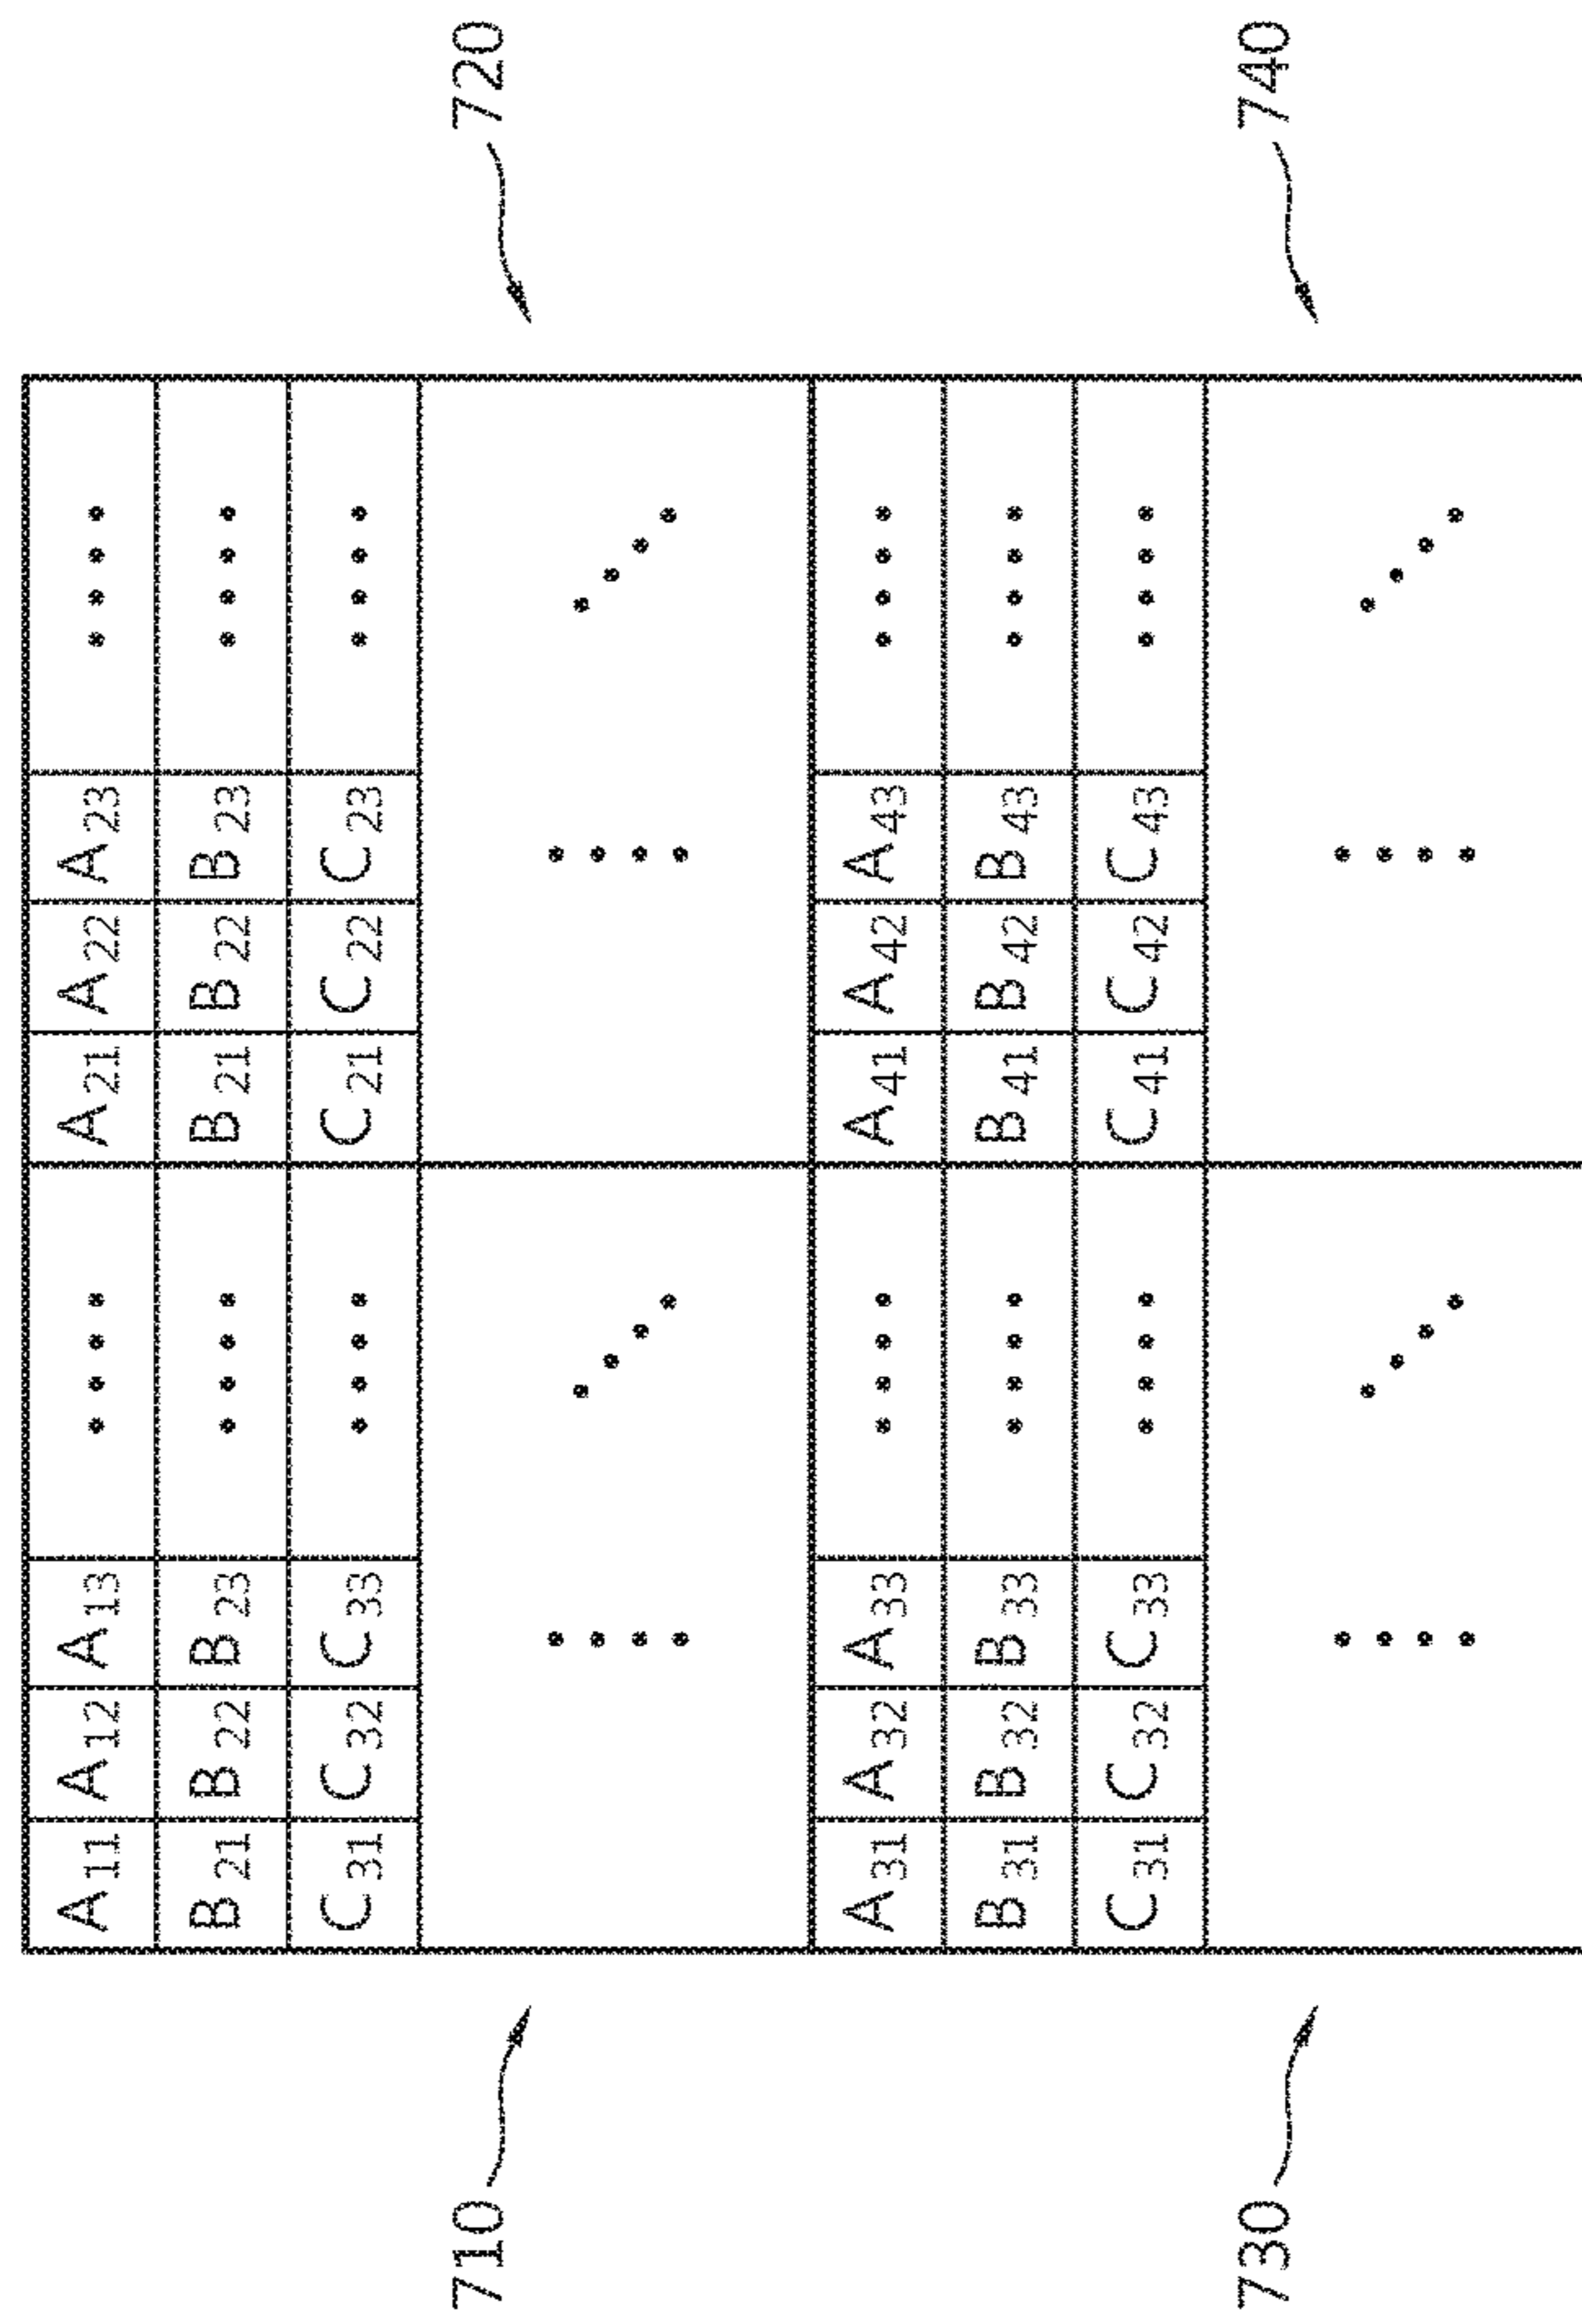 A11 A12 A13 A21 A22 A23
B21 B22 B23 B21 B22 B23
C31 C32 C33 C21 C22 C23
710 720
A31 A32 A33 A41 A42 A43
B31 B32 B33 B41 B42 B43
C31 C32 C33 C41 C42 C43
730 740